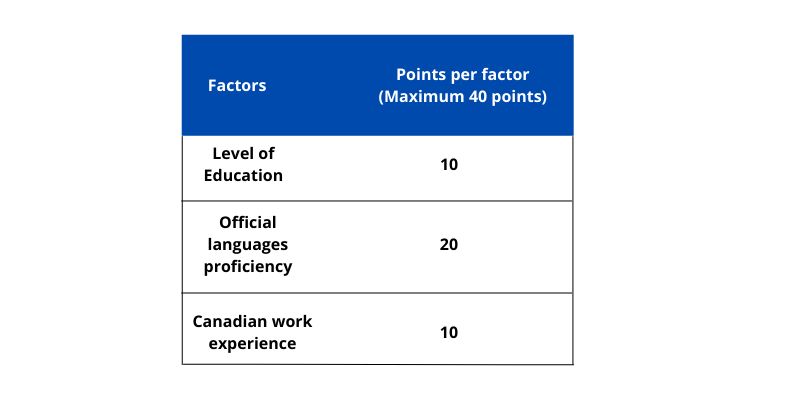 Factors
Points per factor
(Maximum 40 points)
Level of
Education
10
Official
languages
proficiency
20
Canadian work
experience
10